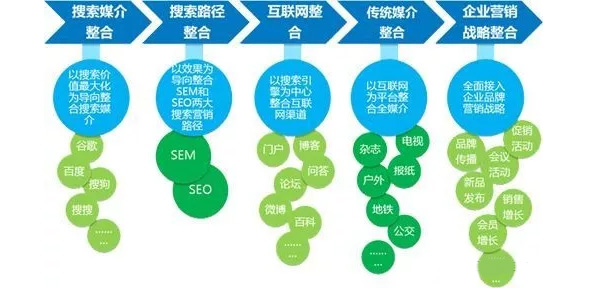 搜索媒介
整合
搜索路径
整合
互联网整
合
传统媒介
整合
企业营销
战略整合
以搜索价
值最大化
为导向整
合搜索媒
介
以效果为
导向整合
SEM和
SEO两大
搜索营销
路径
以搜索引
擎为中心
整合互联
网渠道
以互联网
为平台整
合全媒介
全面接入
企业品牌
营销战略
谷歌
百度
搜狗
搜搜
……
…
SEM
SEO
门户
博客
问答
论坛
微博
百科
……
…
杂志
电视
报纸
户外
地铁
公交
……
…
促销
活动
品牌
传播
会议
活动
新品
发布
销售
增长
会员
增长
……
…